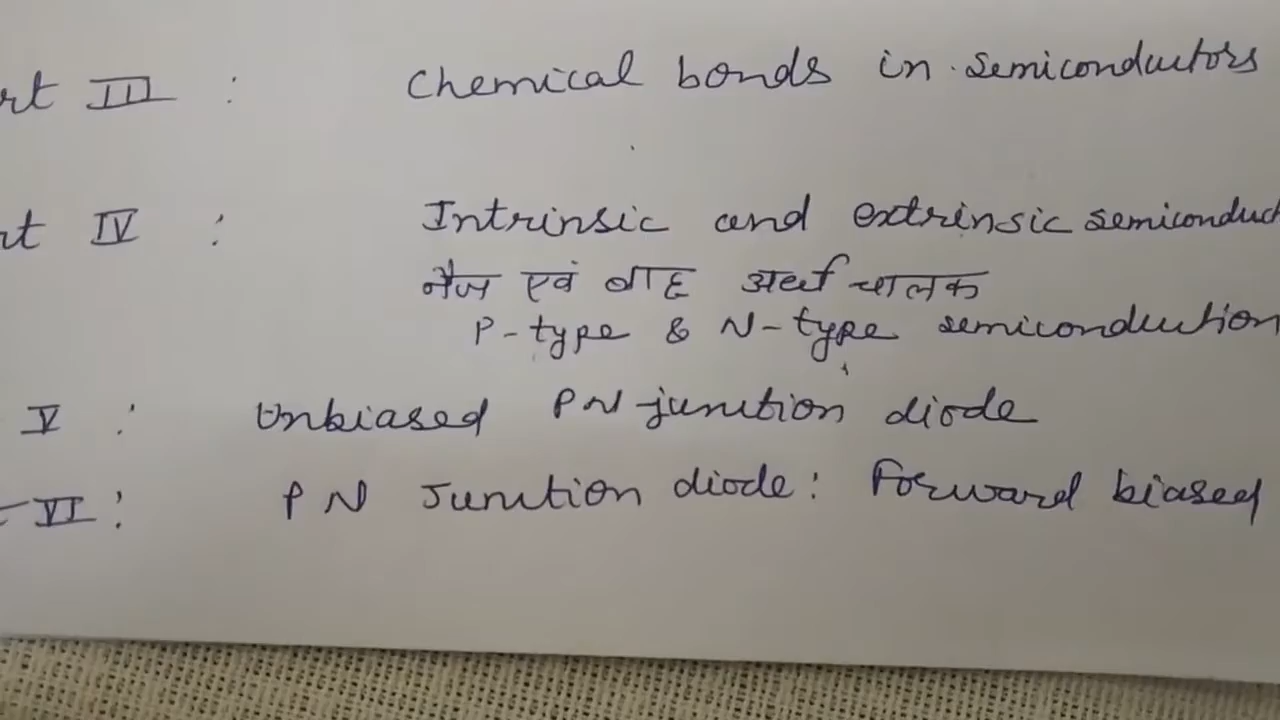 rt III : Chemical bonds in semiconductors
rt IV : Intrinsic and extrinsic semiconduct
नैज एवं बाह्य अर्ध चालक
P-type & N-type semiconduction
V : Unbiased PN junction diode
VI : PN Junction diode : Forward biased